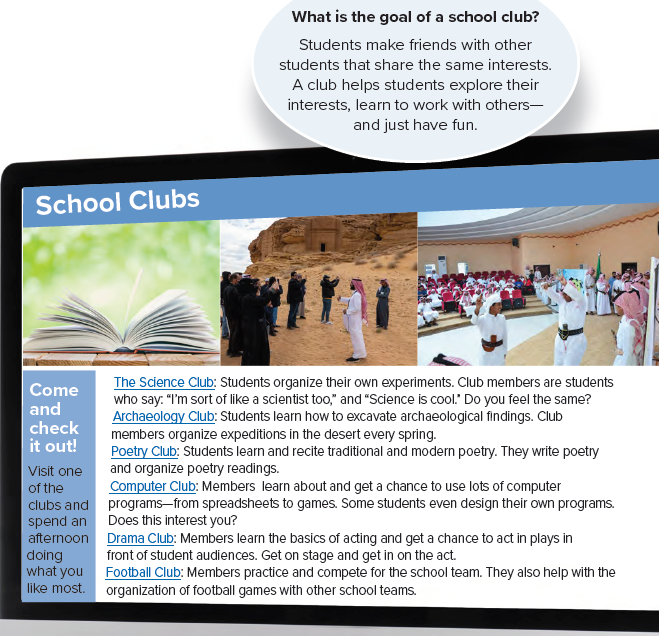 What is the goal of a school club?
Students make friends with other
students that share the same interests.
A club helps students explore their
interests, learn to work with others—
and just have fun.
School Clubs
Come
and
check
it out!
Visit one
of the
clubs and
spend an
afternoon
doing
what you
like most.
The Science Club: Students organize their own experiments. Club members are students
who say: “I’m sort of like a scientist too,” and “Science is cool.” Do you feel the same?
Archaeology Club: Students learn how to excavate archaeological findings. Club
members organize expeditions in the desert every spring.
Poetry Club: Students learn and recite traditional and modern poetry. They write poetry
and organize poetry readings.
Computer Club: Members learn about and get a chance to use lots of computer
programs—from spreadsheets to games. Some students even design their own programs.
Does this interest you?
Drama Club: Members learn the basics of acting and get a chance to act in plays in
front of student audiences. Get on stage and get in on the act.
Football Club: Members practice and compete for the school team. They also help with the
organization of football games with other school teams.